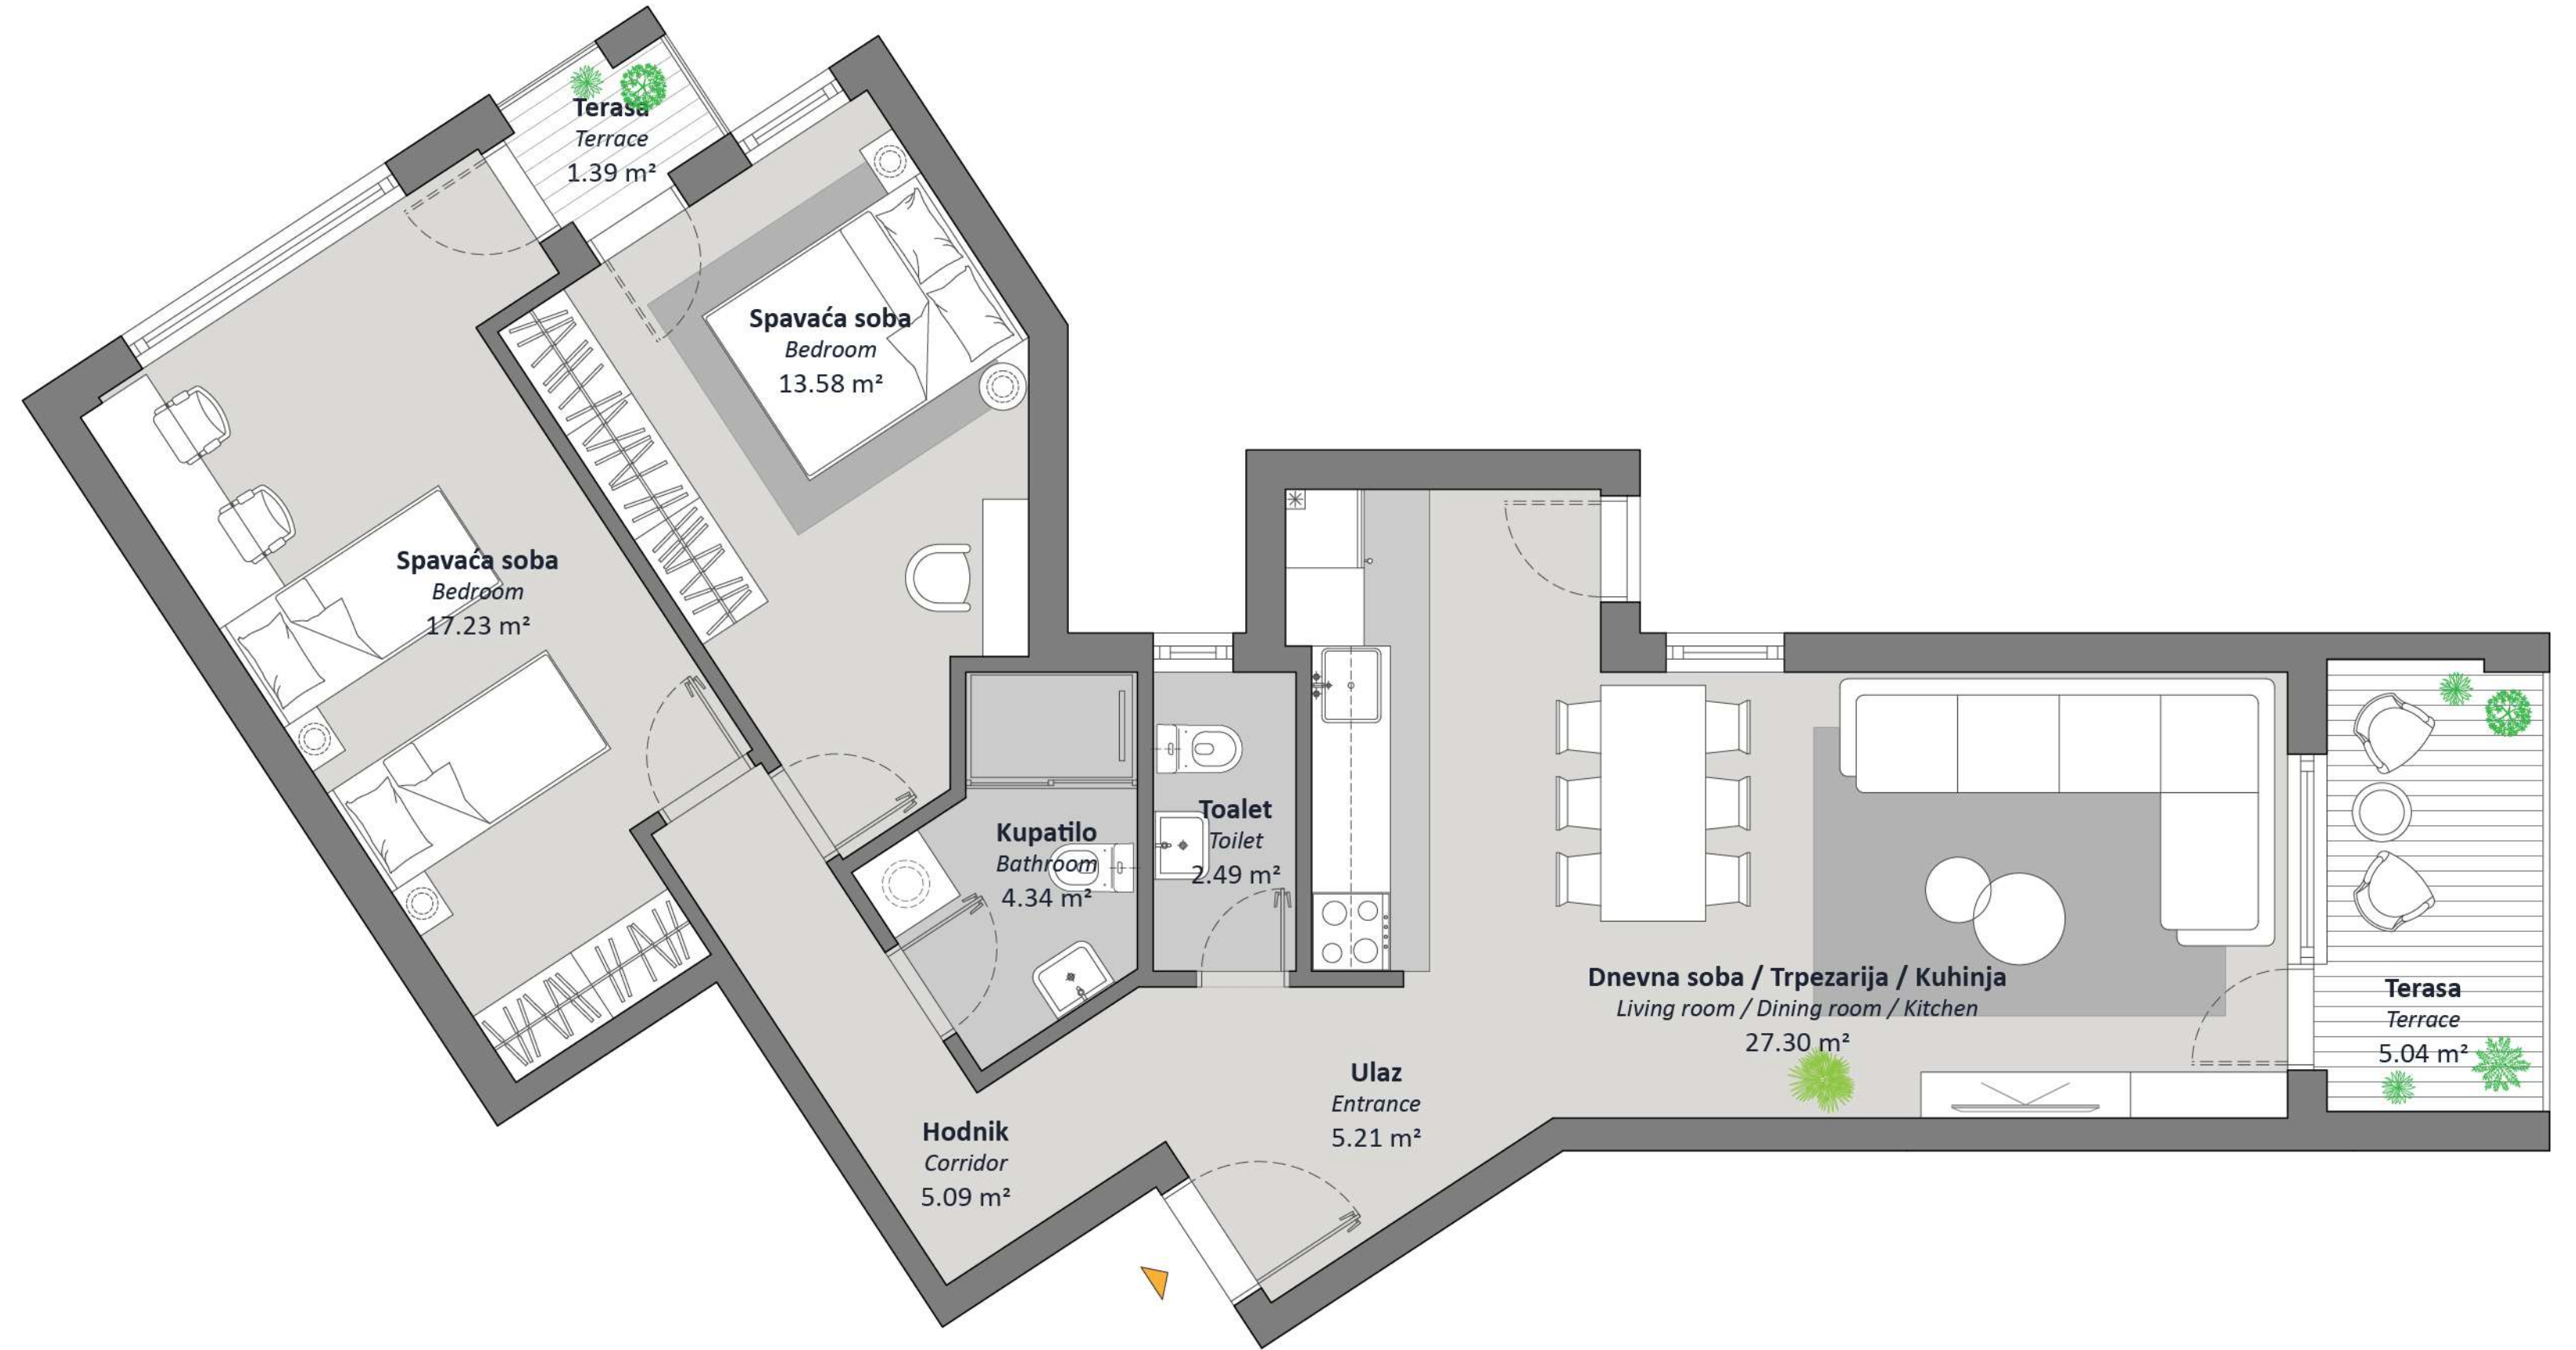 Terasa
Terrace
1.39 m²
Spavaća soba
Bedroom
13.58 m²
Spavaća soba
Bedroom
17.23 m²
Kupatilo
Bathroom
4.34 m²
Toalet
Toilet
2.49 m²
Dnevna soba / Trpezarija / Kuhinja
Living room / Dining room / Kitchen
27.30 m²
Terasa
Terrace
5.04 m²
Ulaz
Entrance
5.21 m²
Hodnik
Corridor
5.09 m²